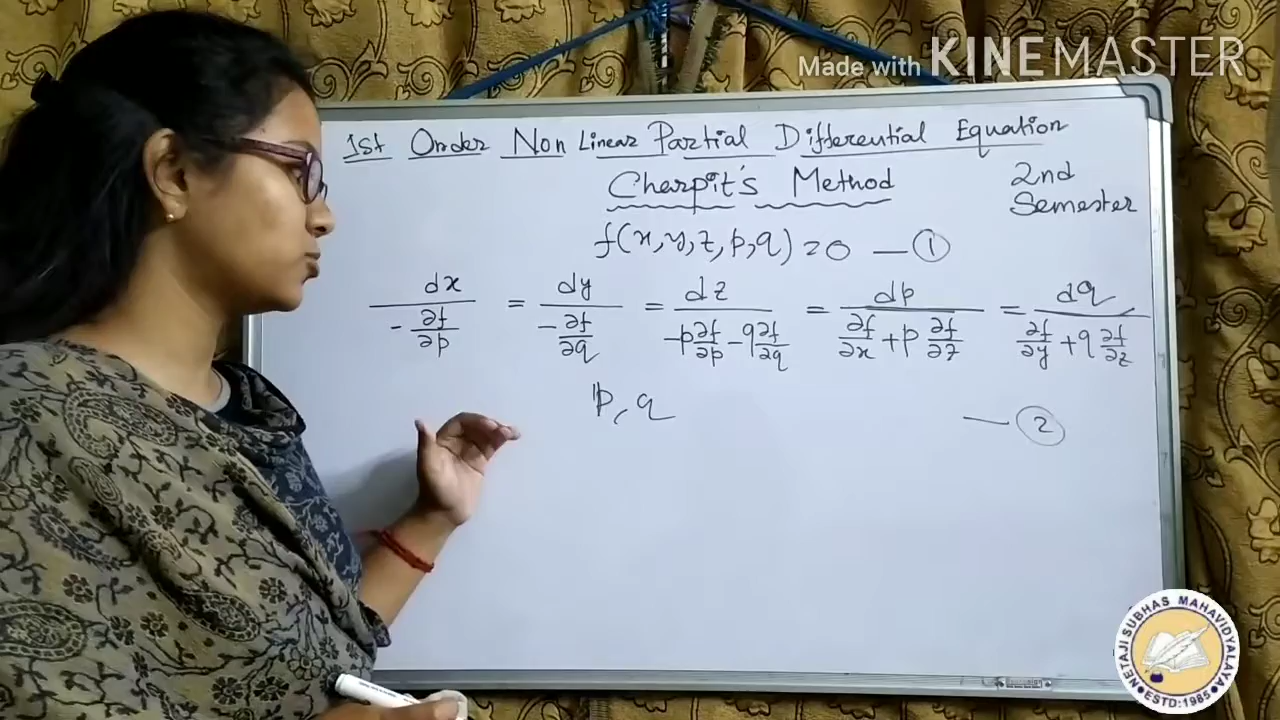 Made with KINEMASTER
1st Order Non Linear Partial Differential Equation
Charpit's Method
2nd
Semester
f(x,y,z,p,q)=0 — ①
dx/(-∂f/∂p) = dy/(-∂f/∂q) = dz/(-p∂f/∂p - q∂f/∂q) = dp/(∂f/∂x + p∂f/∂z) = dq/(∂f/∂y + q∂f/∂z)
p, q
— ②
NETAJI SUBHAS MAHAVIDYALAYA
ESTD:1985